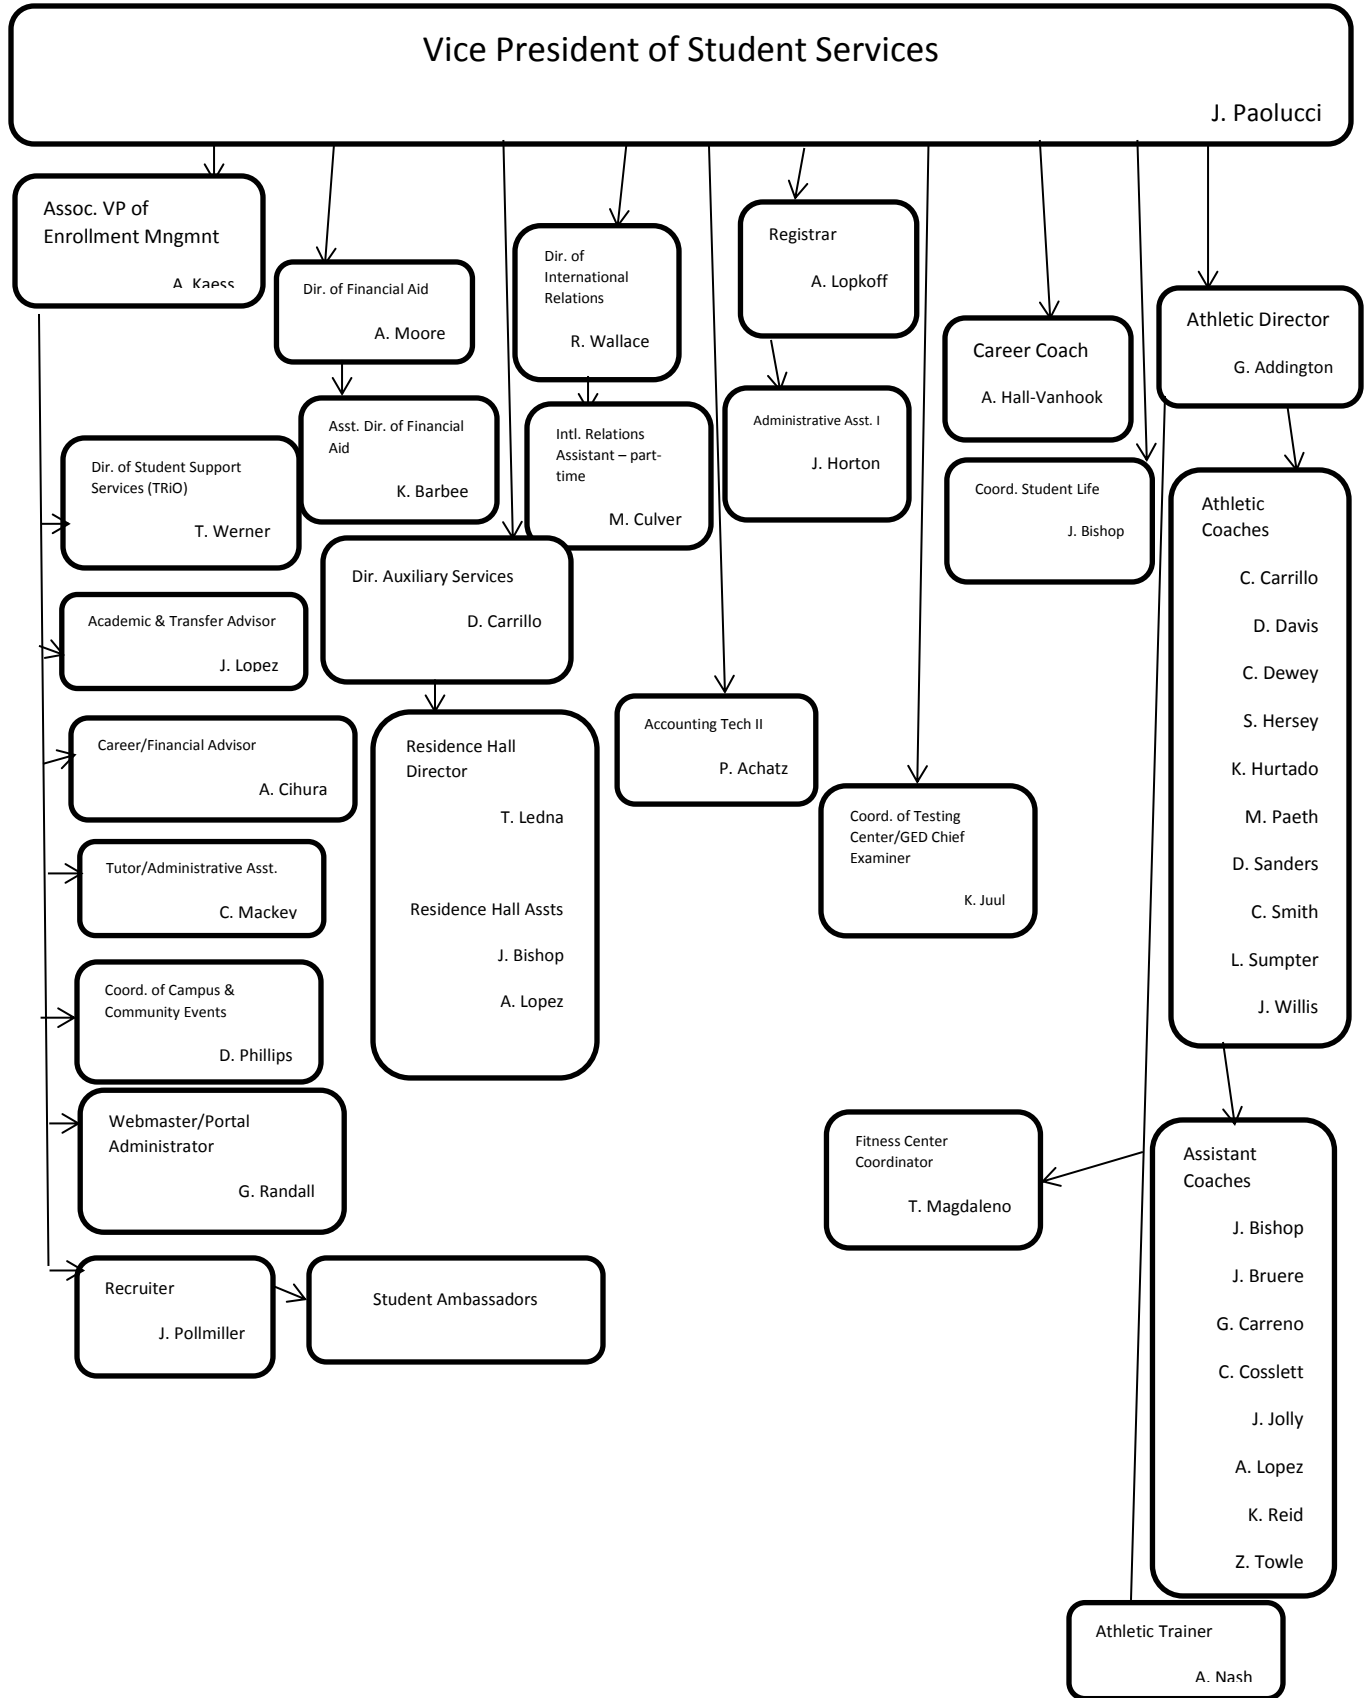 Vice President of Student Services
J. Paolucci
Assoc. VP of
Enrollment Mngmnt
A. Kaess
Dir. of Financial Aid
A. Moore
Asst. Dir. of Financial
Aid
K. Barbee
Dir. of
International
Relations
R. Wallace
Intl. Relations
Assistant – part-
time
M. Culver
Registrar
A. Lopkoff
Administrative Asst. I
J. Horton
Career Coach
A. Hall-Vanhook
Coord. Student Life
J. Bishop
Athletic Director
G. Addington
Athletic
Coaches
C. Carrillo
D. Davis
C. Dewey
S. Hersey
K. Hurtado
M. Paeth
D. Sanders
C. Smith
L. Sumpter
J. Willis
Dir. of Student Support
Services (TRiO)
T. Werner
Academic & Transfer Advisor
J. Lopez
Career/Financial Advisor
A. Cihura
Tutor/Administrative Asst.
C. Mackey
Coord. of Campus &
Community Events
D. Phillips
Webmaster/Portal
Administrator
G. Randall
Recruiter
J. Pollmiller
Student Ambassadors
Dir. Auxiliary Services
D. Carrillo
Residence Hall
Director
T. Ledna
Residence Hall Assts
J. Bishop
A. Lopez
Accounting Tech II
P. Achatz
Coord. of Testing
Center/GED Chief
Examiner
K. Juul
Fitness Center
Coordinator
T. Magdaleno
Assistant
Coaches
J. Bishop
J. Bruere
G. Carreno
C. Cosslett
J. Jolly
A. Lopez
K. Reid
Z. Towle
Athletic Trainer
A. Nash